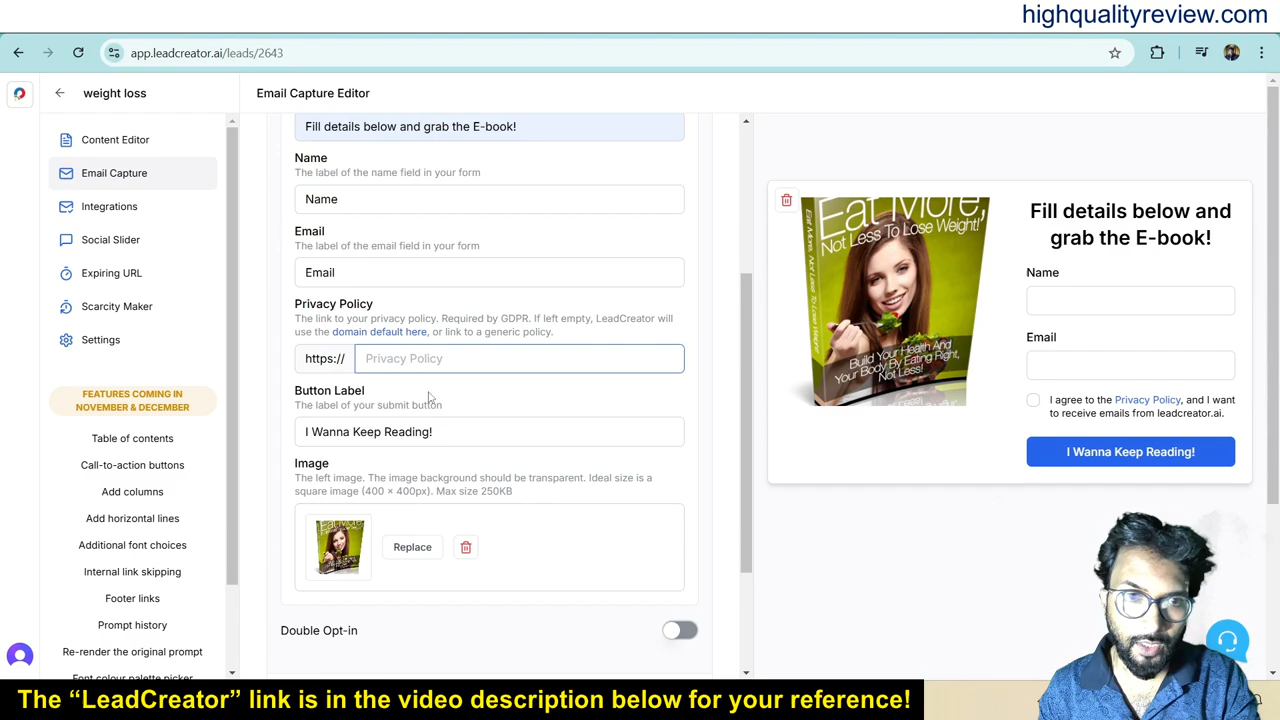 highqualityreview.com
app.leadcreator.ai/leads/2643
weight loss
Email Capture Editor
Content Editor
Email Capture
Integrations
Social Slider
Expiring URL
Scarcity Maker
Settings
FEATURES COMING IN
NOVEMBER & DECEMBER
Table of contents
Call-to-action buttons
Add columns
Add horizontal lines
Additional font choices
Internal link skipping
Footer links
Prompt history
Re-render the original prompt
Font colour palette picker
Fill details below and grab the E-book!
Name
The label of the name field in your form
Name
Email
The label of the email field in your form
Email
Privacy Policy
The link to your privacy policy. Required by GDPR. If left empty, LeadCreator will
use the domain default here, or link to a generic policy.
https:// Privacy Policy
Button Label
The label of your submit button
I Wanna Keep Reading!
Image
The left image. The image background should be transparent. Ideal size is a
square image (400 × 400px). Max size 250KB
Replace
Double Opt-in
Eat More,
Not Less To Lose Weight!
Build Your Health And
Your Body By Eating Right,
Not Less!
Fill details below and
grab the E-book!
Name
Email
I agree to the Privacy Policy, and I want
to receive emails from leadcreator.ai.
I Wanna Keep Reading!
The “LeadCreator” link is in the video description below for your reference!